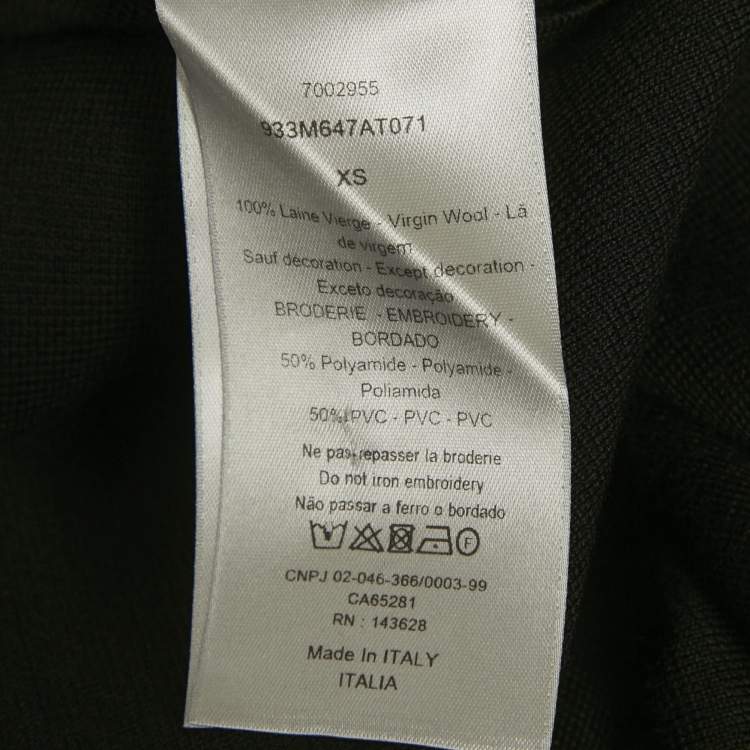 7002955
933M647AT071
XS
100% Laine Vierge - Virgin Wool - Lã
de virgem
Sauf décoration - Except decoration -
Exceto decoração
BRODERIE - EMBROIDERY -
BORDADO
50% Polyamide - Polyamide -
Poliamida
50% PVC - PVC - PVC
Ne pas repasser la broderie
Do not iron embroidery
Não passar a ferro o bordado
F
CNPJ 02-046-366/0003-99
CA65281
RN : 143628
Made In ITALY
ITALIA